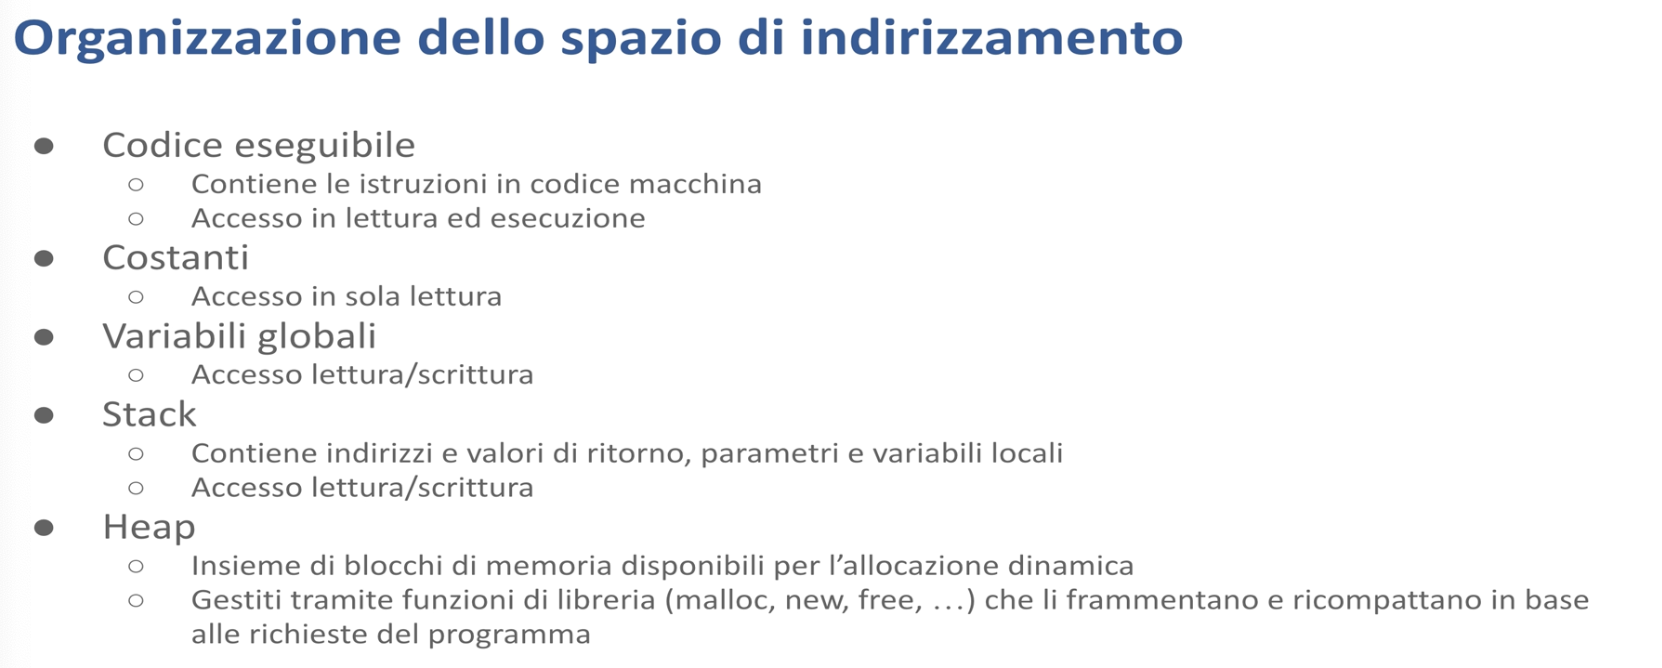 Organizzazione dello spazio di indirizzamento
● Codice eseguibile
○ Contiene le istruzioni in codice macchina
○ Accesso in lettura ed esecuzione
● Costanti
○ Accesso in sola lettura
● Variabili globali
○ Accesso lettura/scrittura
● Stack
○ Contiene indirizzi e valori di ritorno, parametri e variabili locali
○ Accesso lettura/scrittura
● Heap
○ Insieme di blocchi di memoria disponibili per l’allocazione dinamica
○ Gestiti tramite funzioni di libreria (malloc, new, free, …) che li frammentano e ricompattano in base
alle richieste del programma